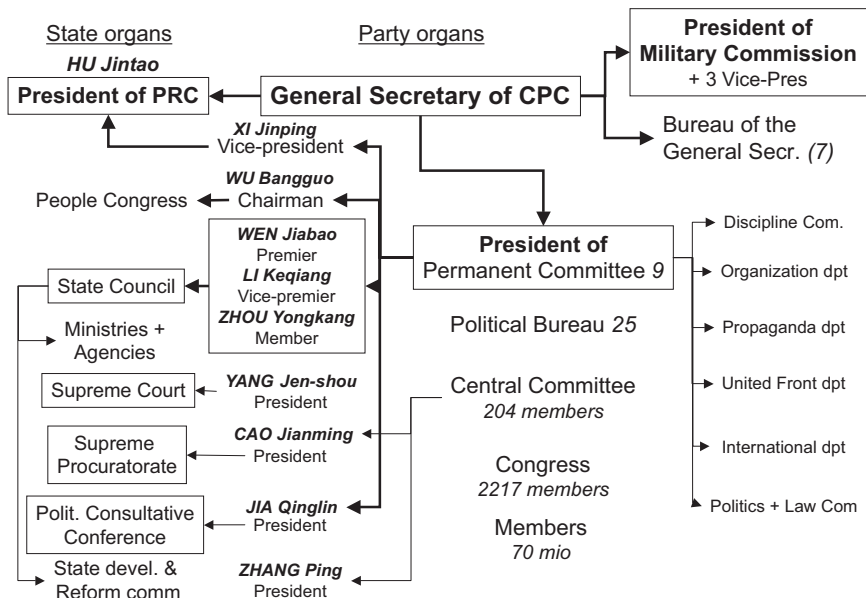 State organs
Party organs
HU Jintao
President of PRC
General Secretary of CPC
President of
Military Commission
+ 3 Vice-Pres
XI Jinping
Vice-president
Bureau of the
General Secr. (7)
WU Bangguo
People Congress
Chairman
WEN Jiabao
Premier
LI Keqiang
Vice-premier
ZHOU Yongkang
Member
State Council
Ministries +
Agencies
President of
Permanent Committee 9
Discipline Com.
Organization dpt
Propaganda dpt
United Front dpt
International dpt
Politics + Law Com
Political Bureau 25
Central Committee
204 members
Congress
2217 members
Members
70 mio
Supreme Court
YANG Jen-shou
President
Supreme
Procuratorate
CAO Jianming
President
Polit. Consultative
Conference
JIA Qinglin
President
State devel. &
Reform comm
ZHANG Ping
President